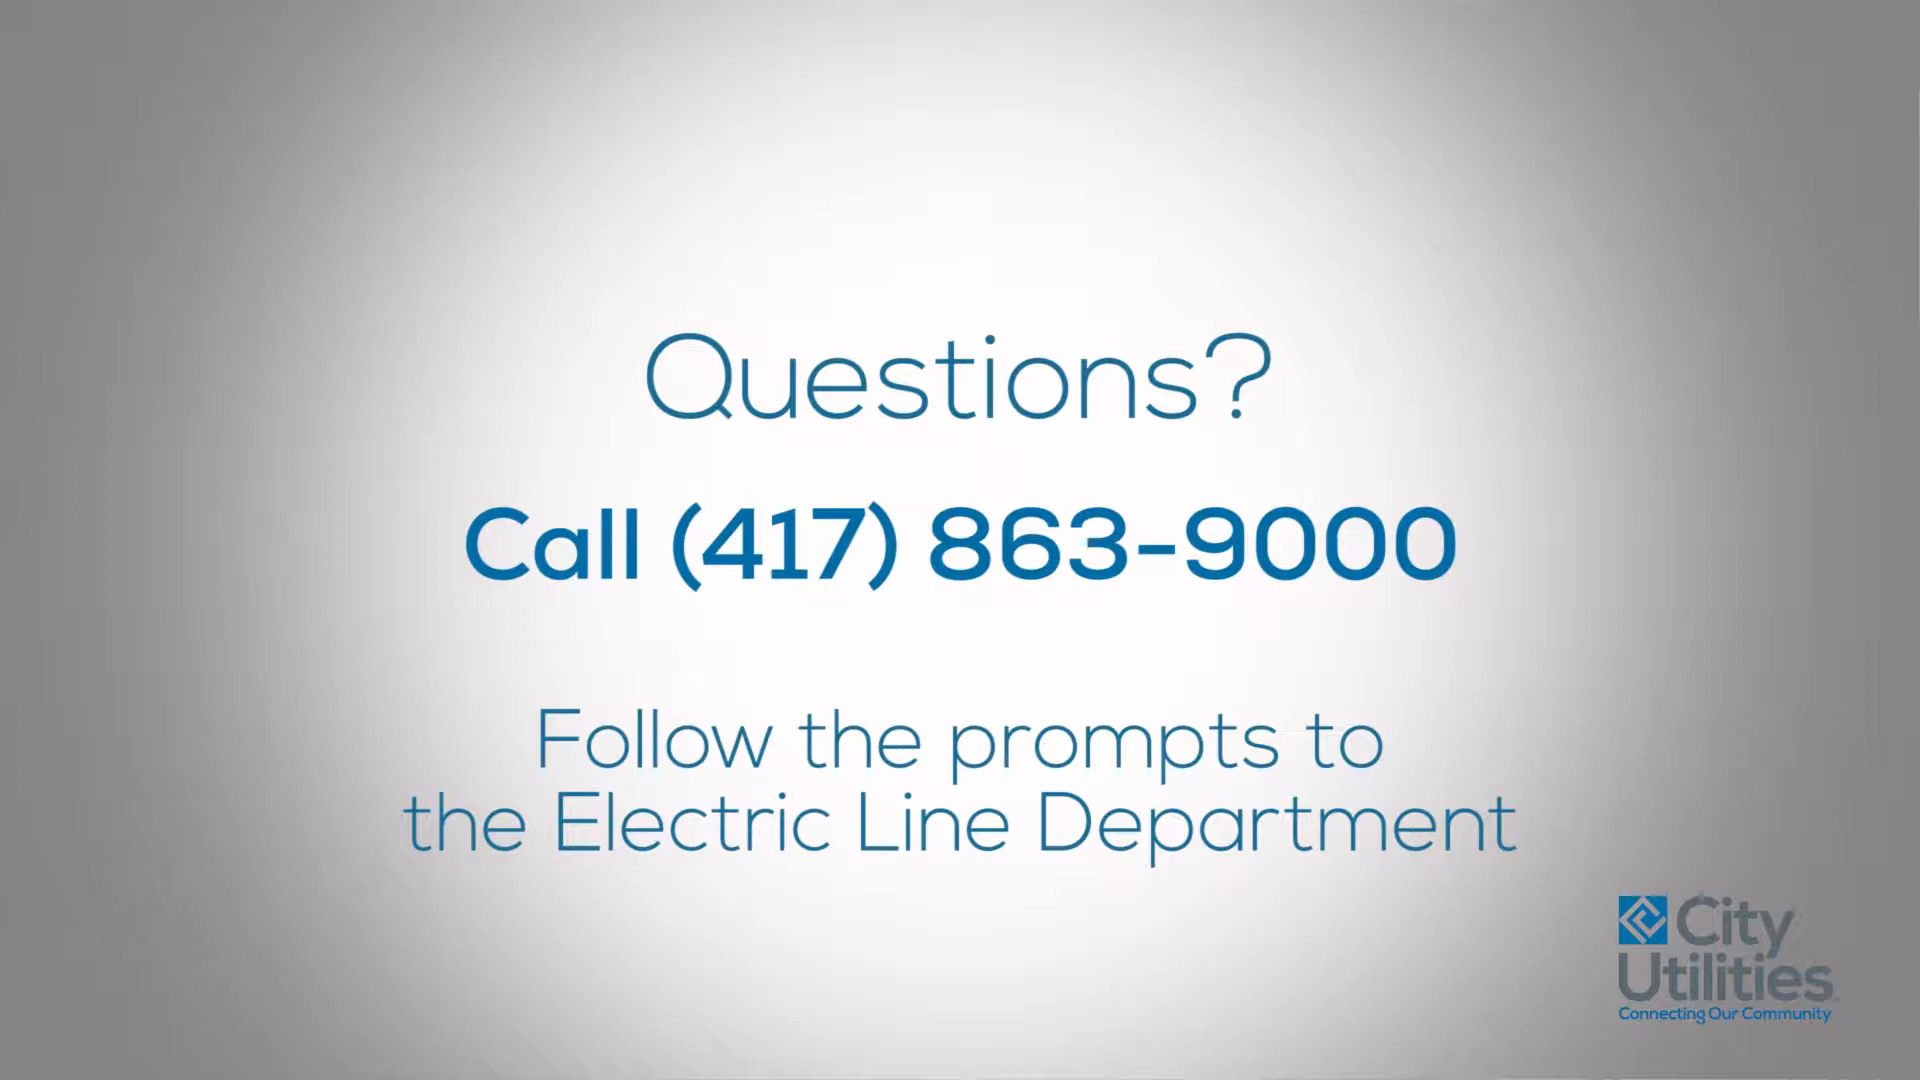 Questions?
Call (417) 863-9000
Follow the prompts to
the Electric Line Department
City
Utilities
Connecting Our Community